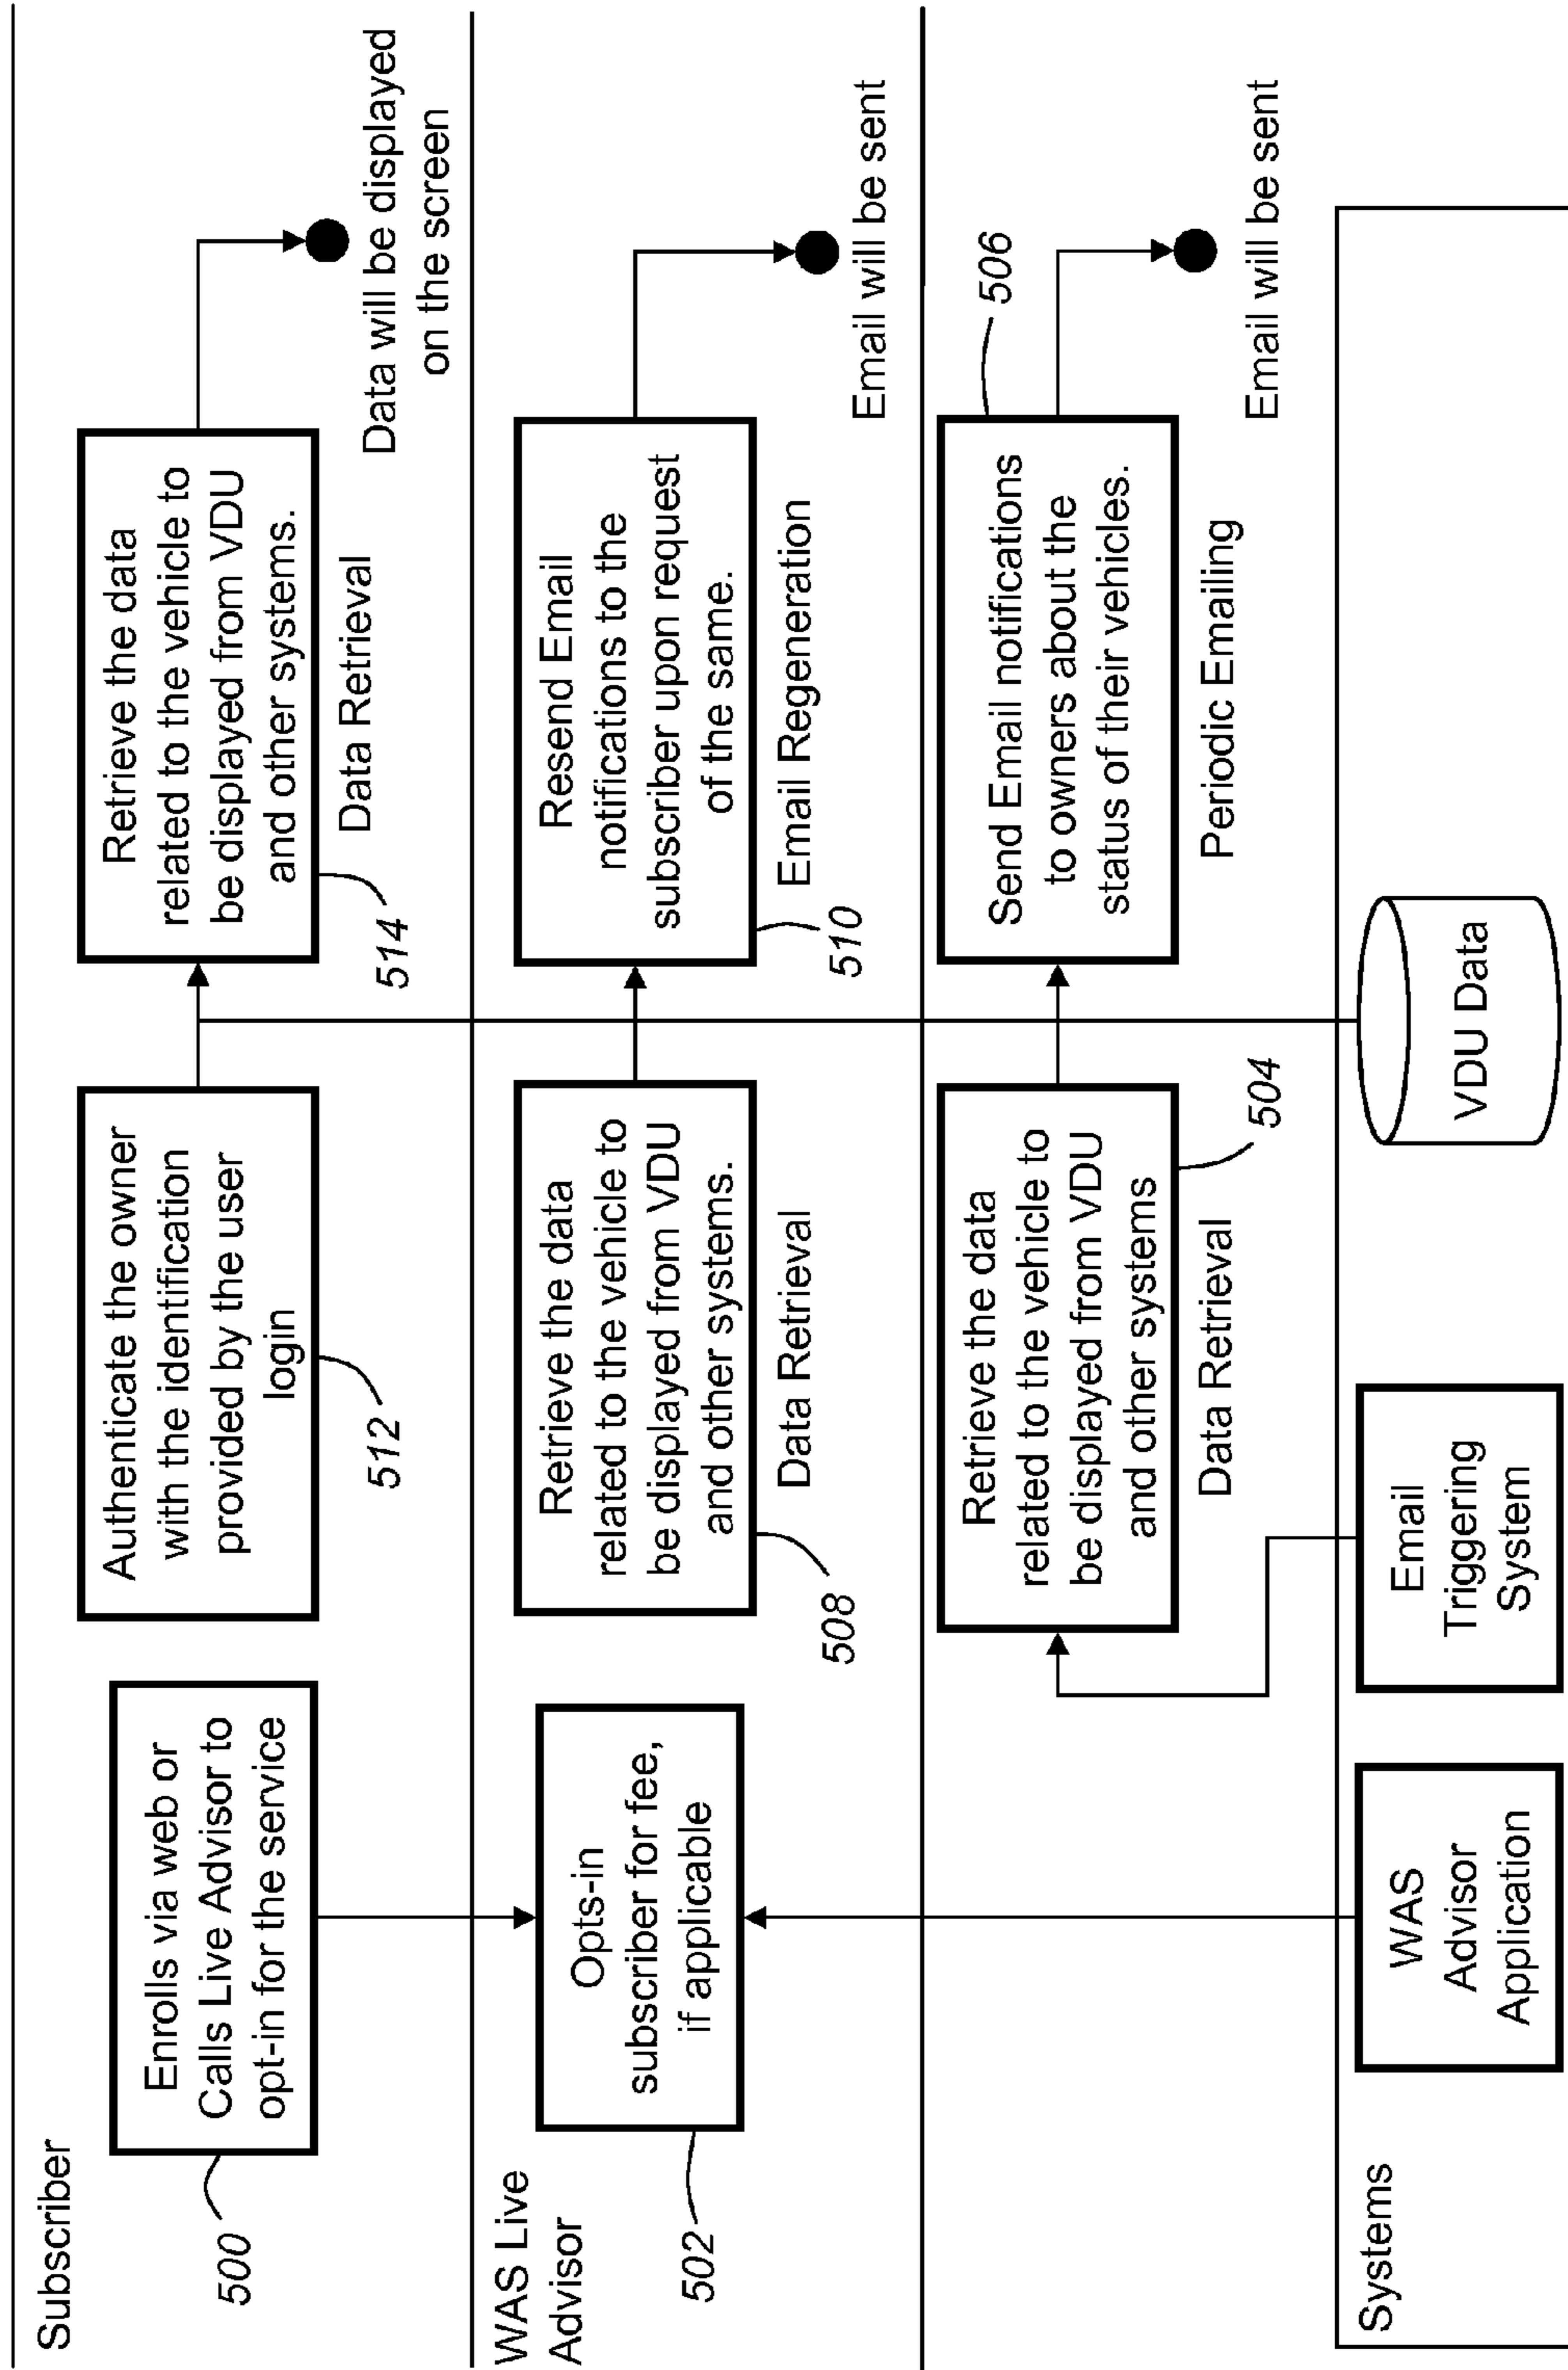 Subscriber
500
Enrolls via web or
Calls Live Advisor to
opt-in for the service
Authenticate the owner
with the identification
provided by the user
login
512
Retrieve the data
related to the vehicle to
be displayed from VDU
and other systems.
514
Data Retrieval
Data will be displayed
on the screen
WAS Live
Advisor
502
Opts-in
subscriber for fee,
if applicable
Retrieve the data
related to the vehicle to
be displayed from VDU
and other systems.
508
Data Retrieval
Resend Email
notifications to the
subscriber upon request
of the same.
510
Email Regeneration
Email will be sent
Retrieve the data
related to the vehicle to
be displayed from VDU
and other systems
504
Data Retrieval
Send Email notifications
to owners about the
status of their vehicles.
506
Periodic Emailing
Email will be sent
Systems
WAS
Advisor
Application
Email
Triggering
System
VDU Data